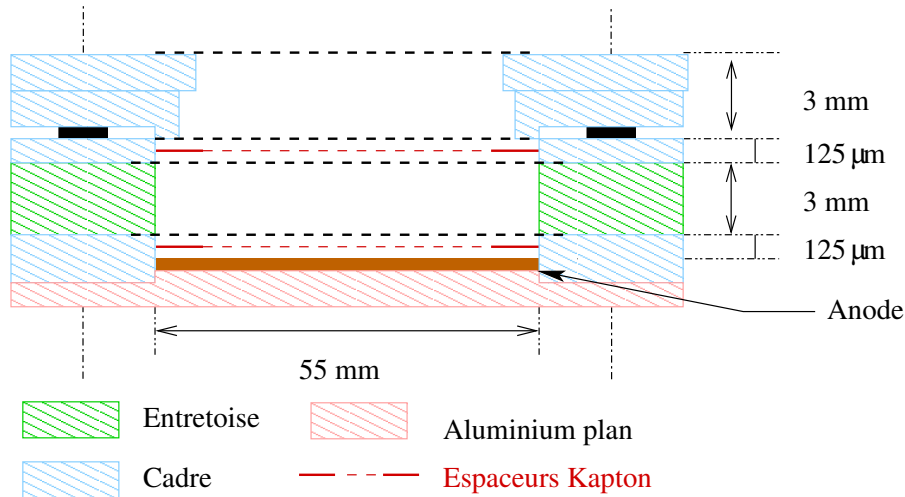 3 mm
125 μm
3 mm
125 μm
Anode
55 mm
Entretoise
Aluminium plan
Cadre
Espaceurs Kapton